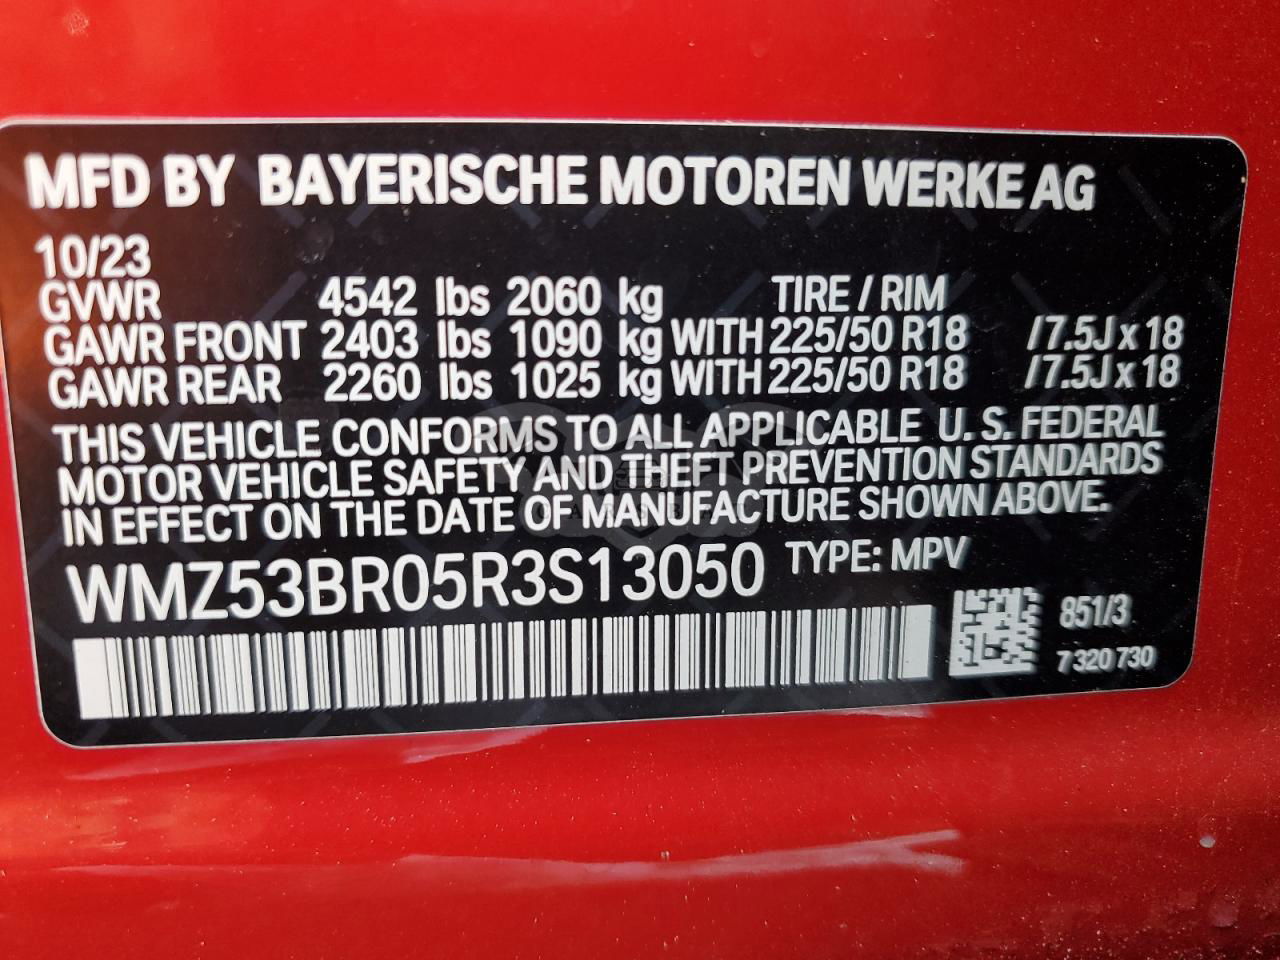 MFD BY BAYERISCHE MOTOREN WERKE AG
10/23
GVWR 4542 lbs 2060 kg TIRE / RIM
GAWR FRONT 2403 lbs 1090 kg WITH 225/50 R18 /7.5J x 18
GAWR REAR 2260 lbs 1025 kg WITH 225/50 R18 /7.5J x 18
THIS VEHICLE CONFORMS TO ALL APPLICABLE U. S. FEDERAL
MOTOR VEHICLE SAFETY AND THEFT PREVENTION STANDARDS
IN EFFECT ON THE DATE OF MANUFACTURE SHOWN ABOVE.
WMZ53BR05R3S13050 TYPE: MPV
851/3
7 320 730